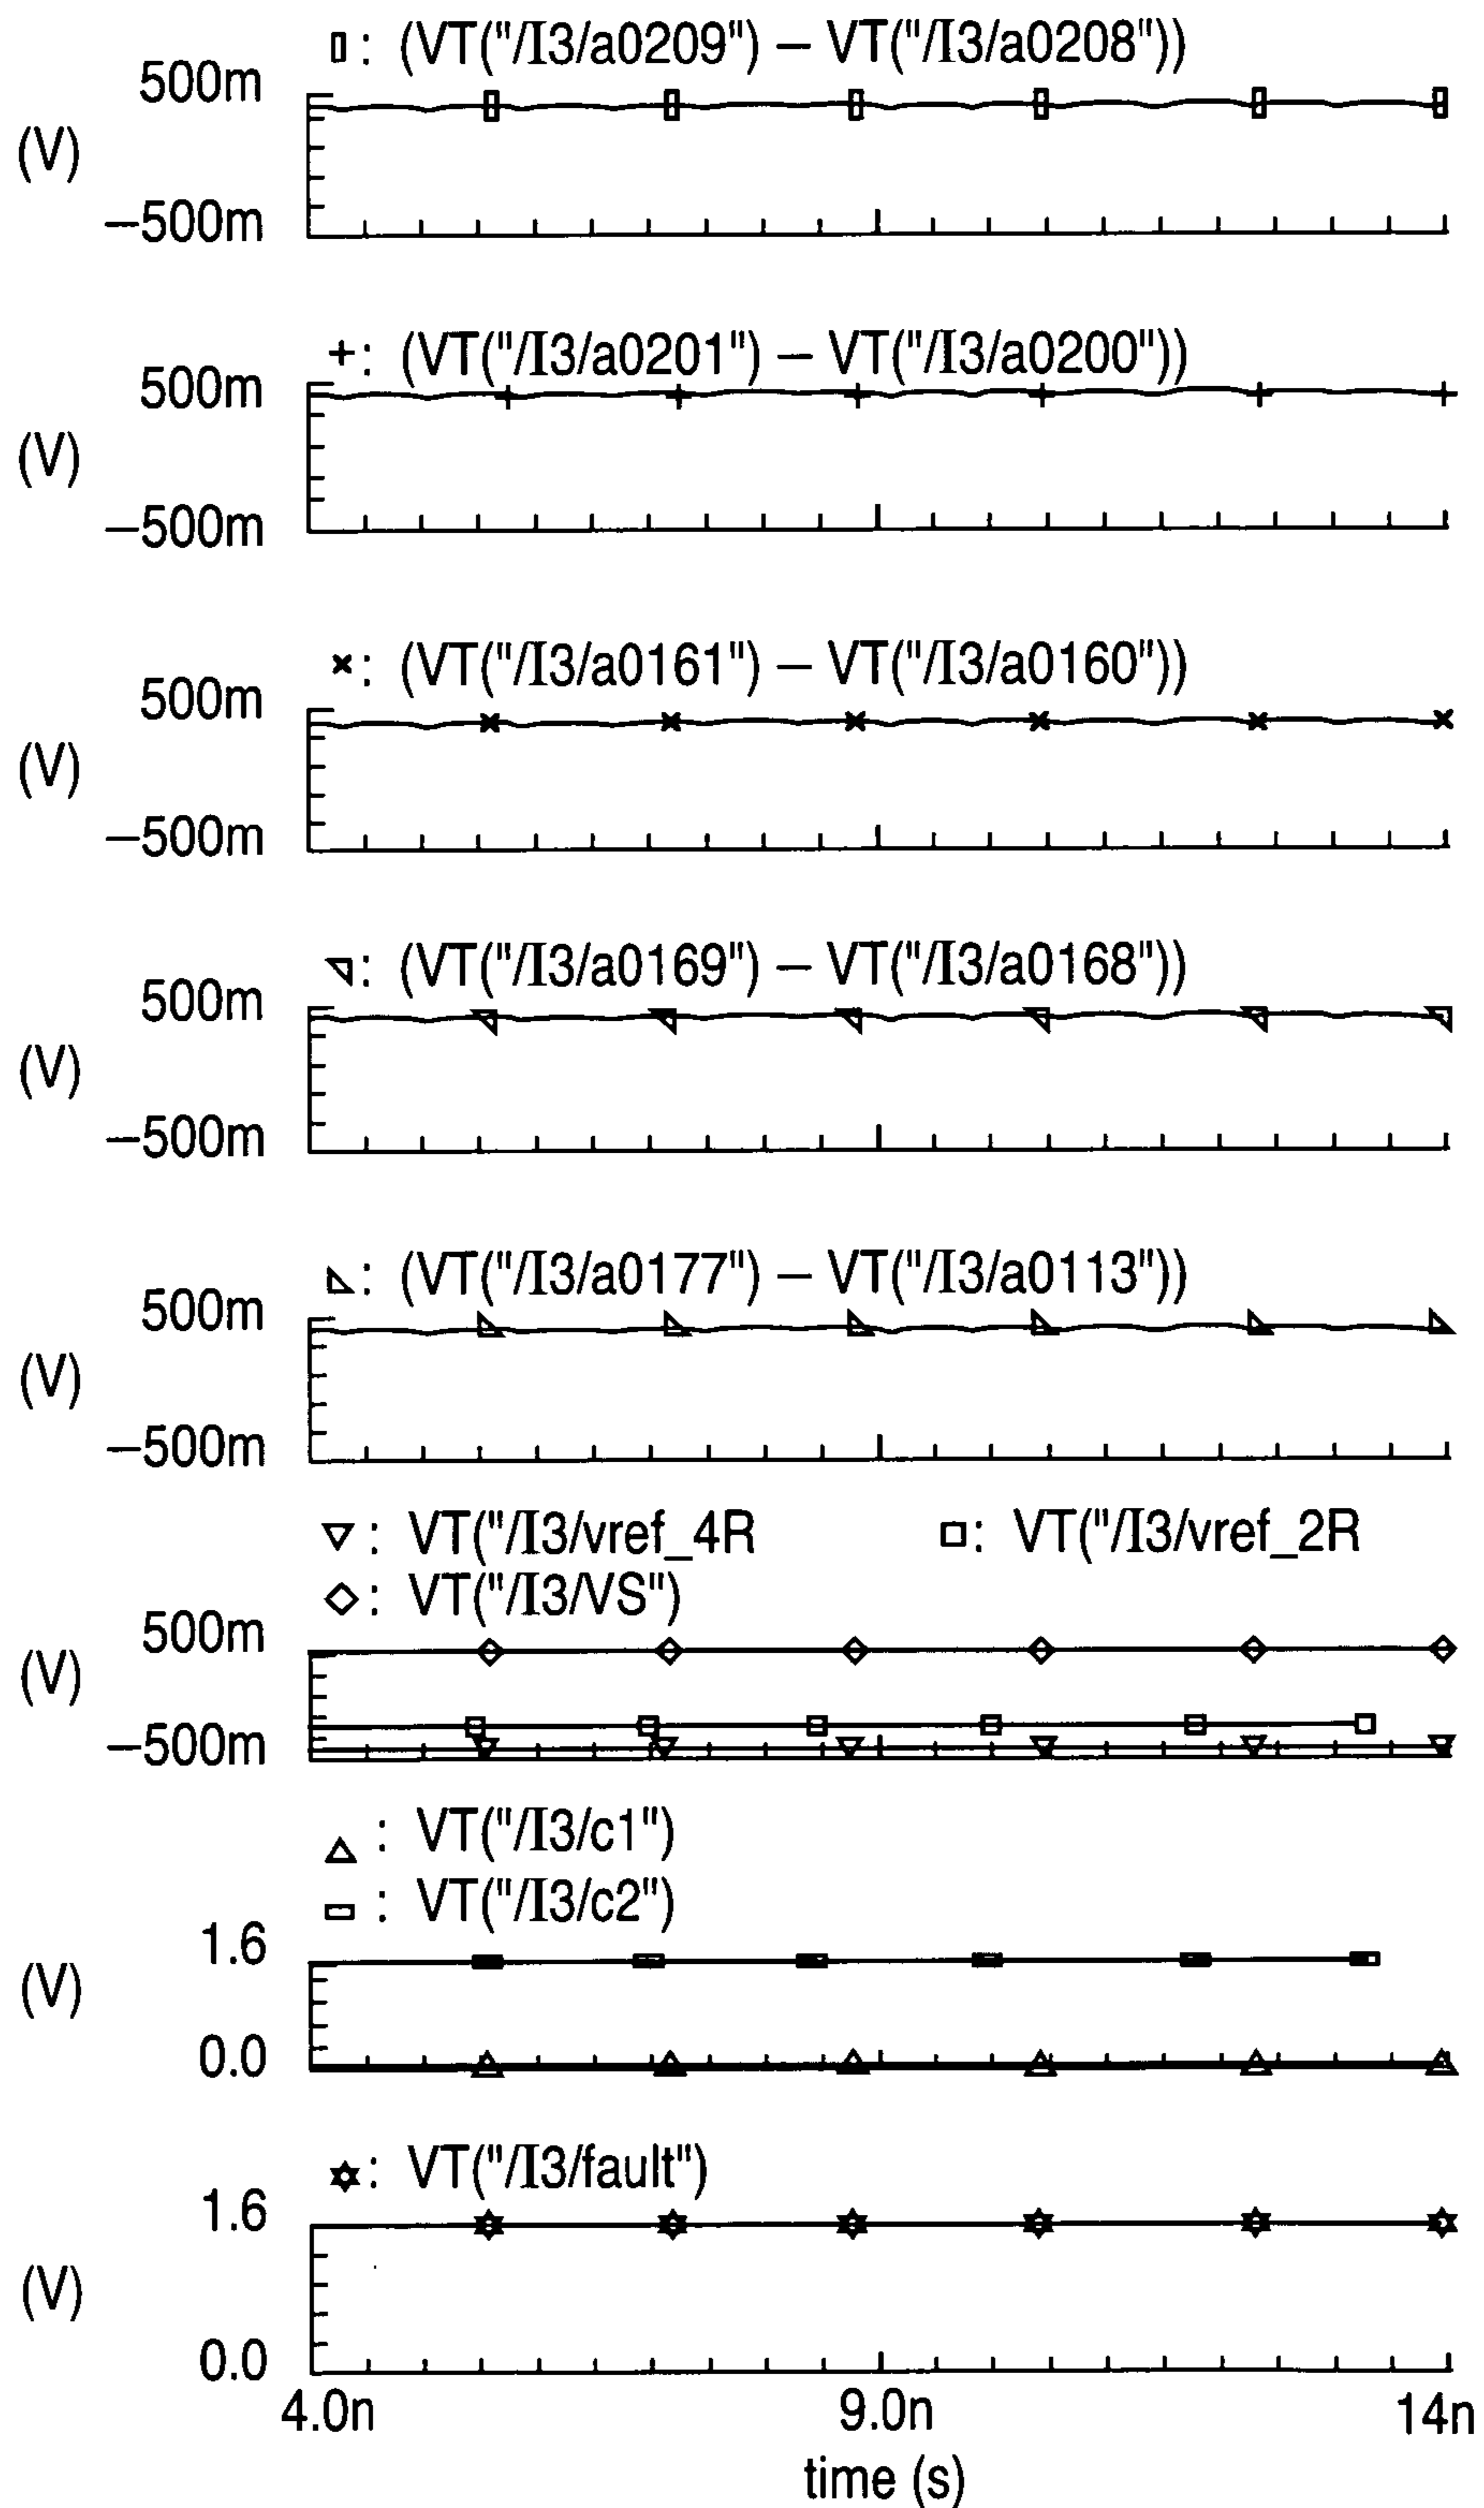 ▯: (VT("/I3/a0209") – VT("/I3/a0208"))
500m
(V)
–500m
+: (VT("/I3/a0201") – VT("/I3/a0200"))
500m
(V)
–500m
×: (VT("/I3/a0161") – VT("/I3/a0160"))
500m
(V)
–500m
◥: (VT("/I3/a0169") – VT("/I3/a0168"))
500m
(V)
–500m
◣: (VT("/I3/a0177") – VT("/I3/a0113"))
500m
(V)
–500m
▽: VT("/I3/vref_4R □: VT("/I3/vref_2R
◇: VT("/I3/VS")
500m
(V)
–500m
△: VT("/I3/c1")
▭: VT("/I3/c2")
1.6
(V)
0.0
✶: VT("/I3/fault")
1.6
(V)
0.0
4.0n 9.0n 14n
time (s)